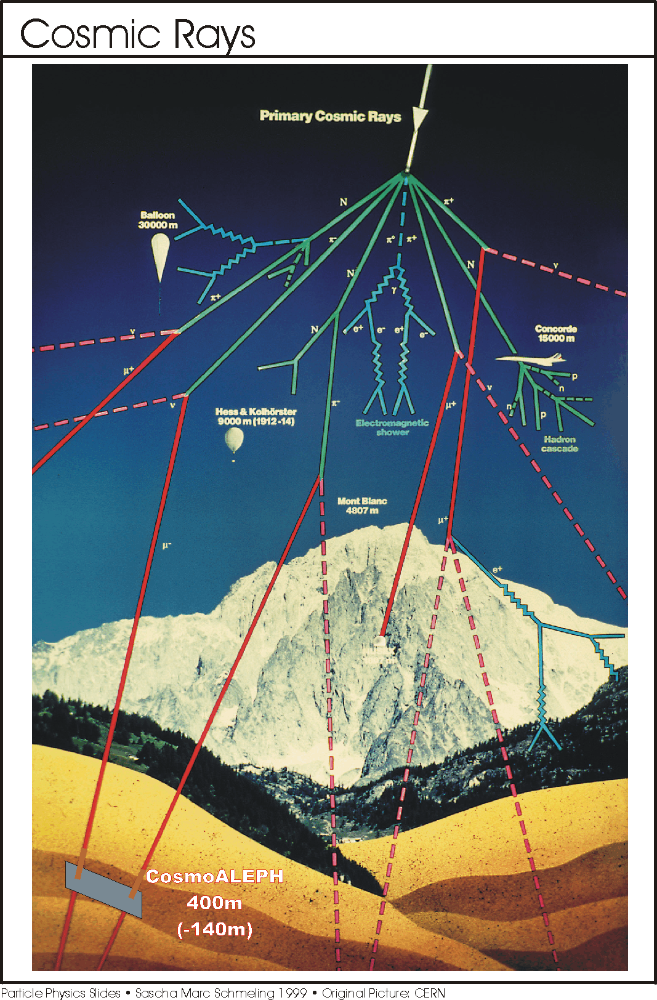 Cosmic Rays
Primary Cosmic Rays
N
π+
Balloon
30000 m
π-
π°
π+
N
N
ν
γ
π+
N
e+
e-
e+
e-
Concorde
15000 m
ν
μ+
p
ν
n
ν
π-
μ+
n
p
Hess & Kolhörster
9000 m (1912-14)
Electromagnetic
shower
Hadron
cascade
Mont Blanc
4807 m
μ+
μ-
e+
CosmoALEPH
400m
(-140m)
Particle Physics Slides • Sascha Marc Schmeling 1999 • Original Picture: CERN